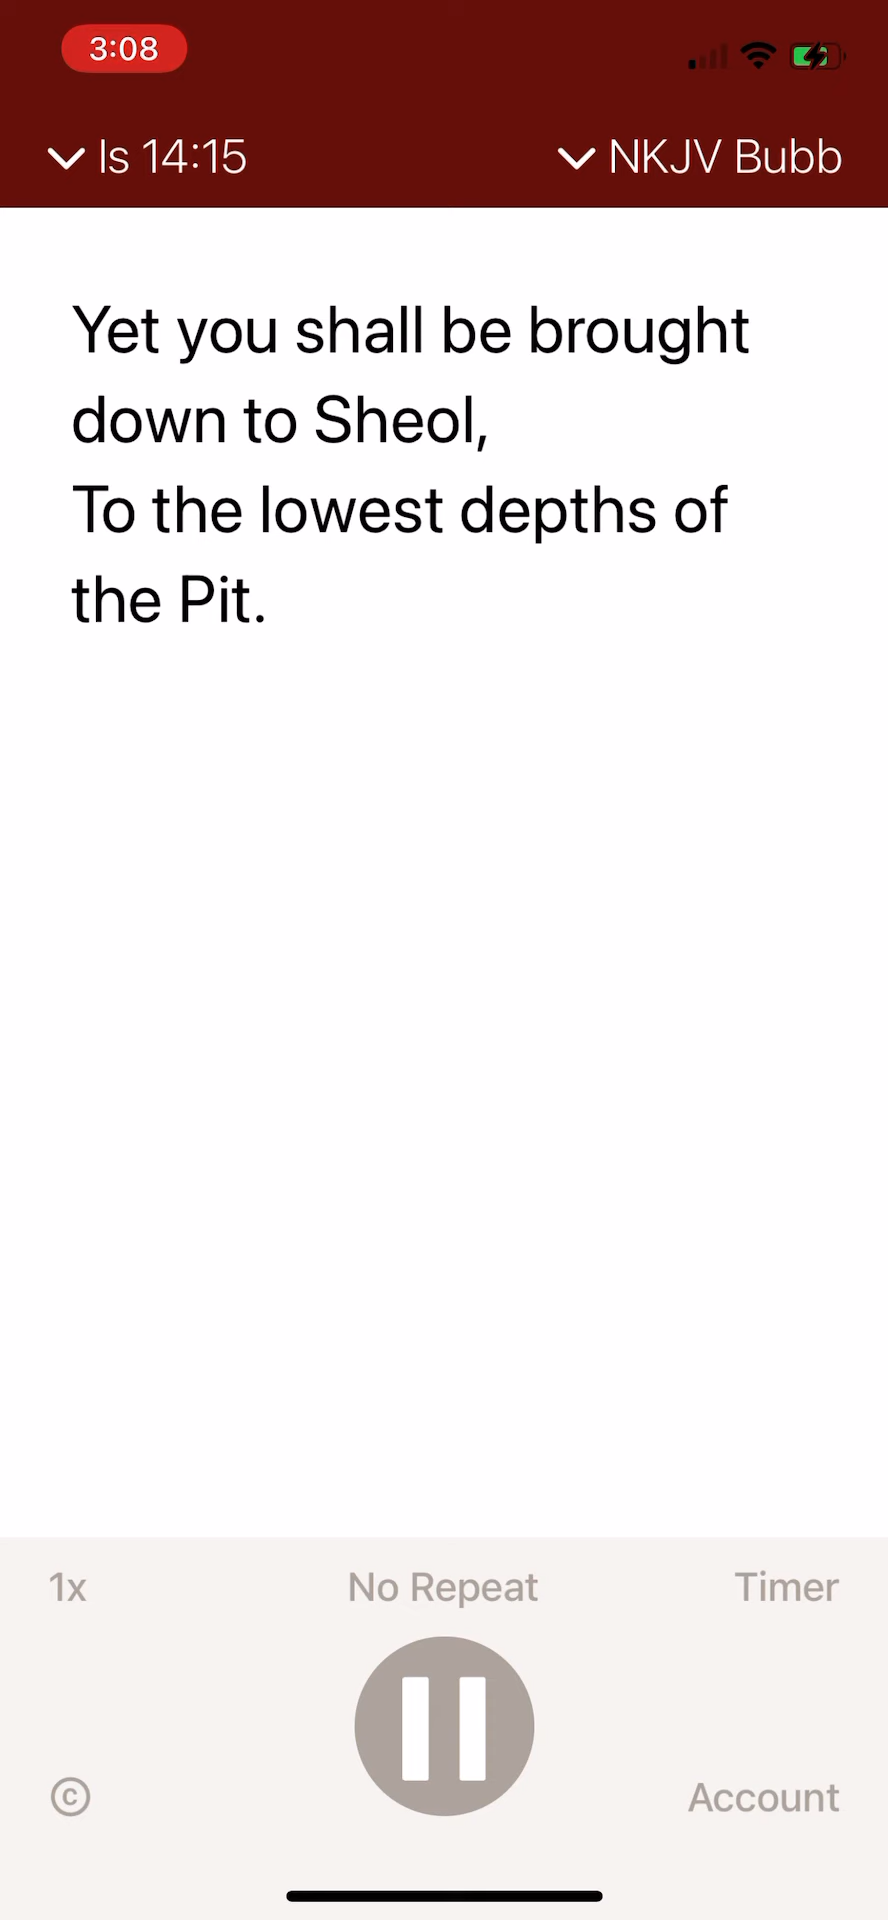 3:08
Is 14:15
NKJV Bubb
Yet you shall be brought
down to Sheol,
To the lowest depths of
the Pit.
1x
No Repeat
Timer
©
Account